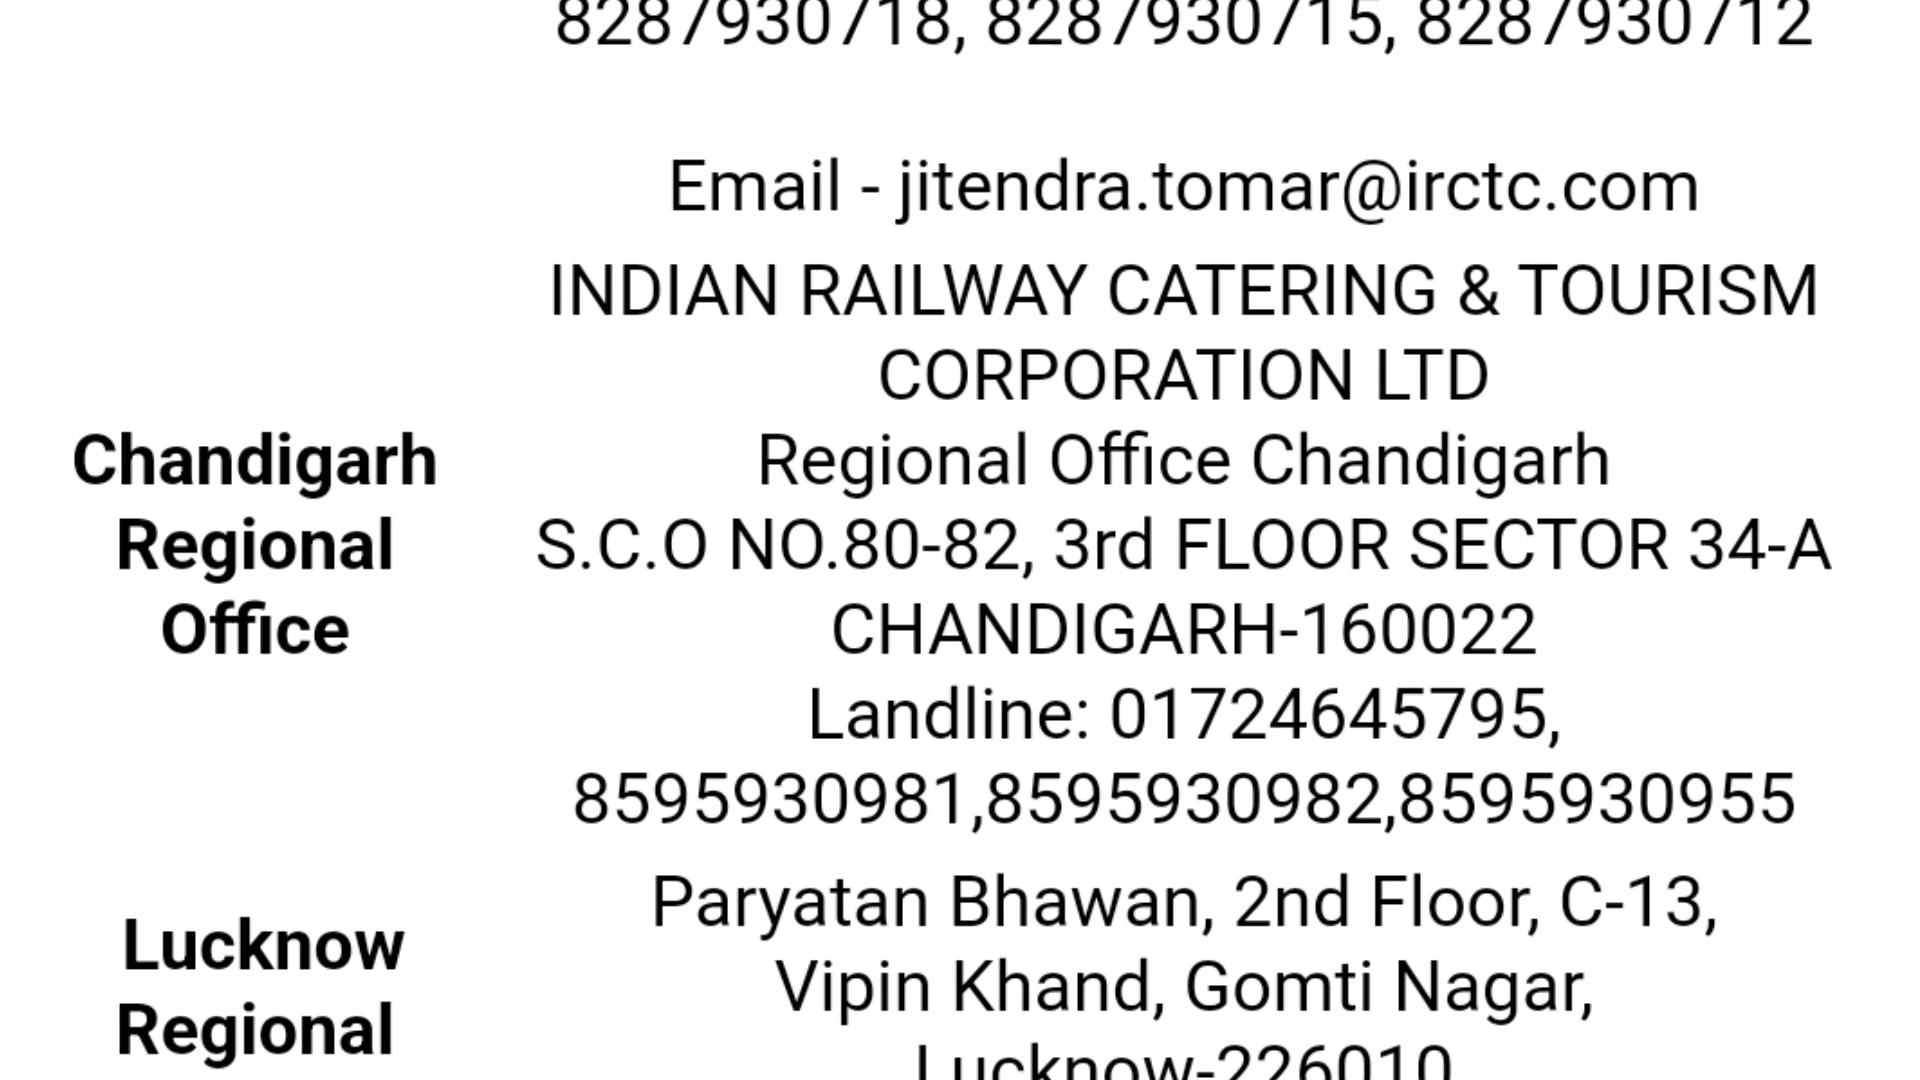 8287930718, 8287930715, 8287930712
Email - jitendra.tomar@irctc.com
INDIAN RAILWAY CATERING & TOURISM
CORPORATION LTD
Chandigarh
Regional
Office
Regional Office Chandigarh
S.C.O NO.80-82, 3rd FLOOR SECTOR 34-A
CHANDIGARH-160022
Landline: 01724645795,
8595930981,8595930982,8595930955
Lucknow
Regional
Paryatan Bhawan, 2nd Floor, C-13,
Vipin Khand, Gomti Nagar,
Lucknow-226010